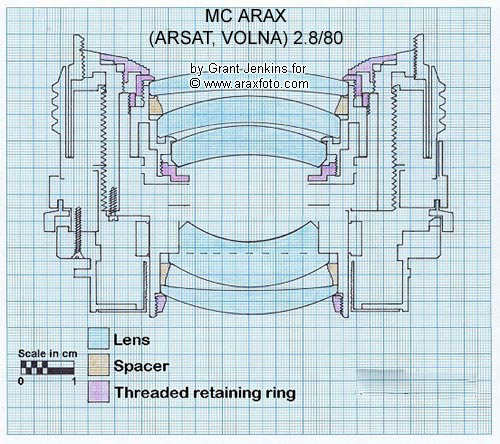 MC ARAX
(ARSAT, VOLNA) 2.8/80
by Grant-Jenkins for
© www.araxfoto.com
Lens
Spacer
Threaded retaining ring
Scale in cm
0 1